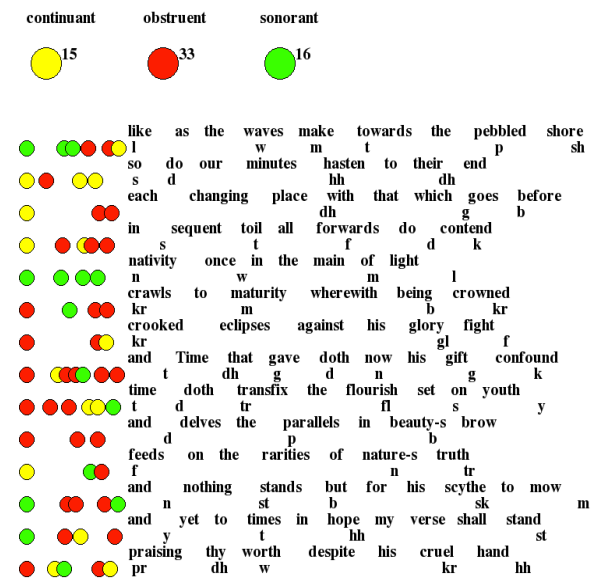 continuant obstruent sonorant
15 33 16
like as the waves make towards the pebbled shore
l w m t p sh
so do our minutes hasten to their end
s d hh dh
each changing place with that which goes before
dh g b
in sequent toil all forwards do contend
s t f d k
nativity once in the main of light
n w m l
crawls to maturity wherewith being crowned
kr m b kr
crooked eclipses against his glory fight
kr gl f
and Time that gave doth now his gift confound
t dh g d n g k
time doth transfix the flourish set on youth
t d tr fl s y
and delves the parallels in beauty-s brow
d p b
feeds on the rarities of nature-s truth
f n tr
and nothing stands but for his scythe to mow
n st b sk m
and yet to times in hope my verse shall stand
y t hh st
praising thy worth despite his cruel hand
pr dh w kr hh